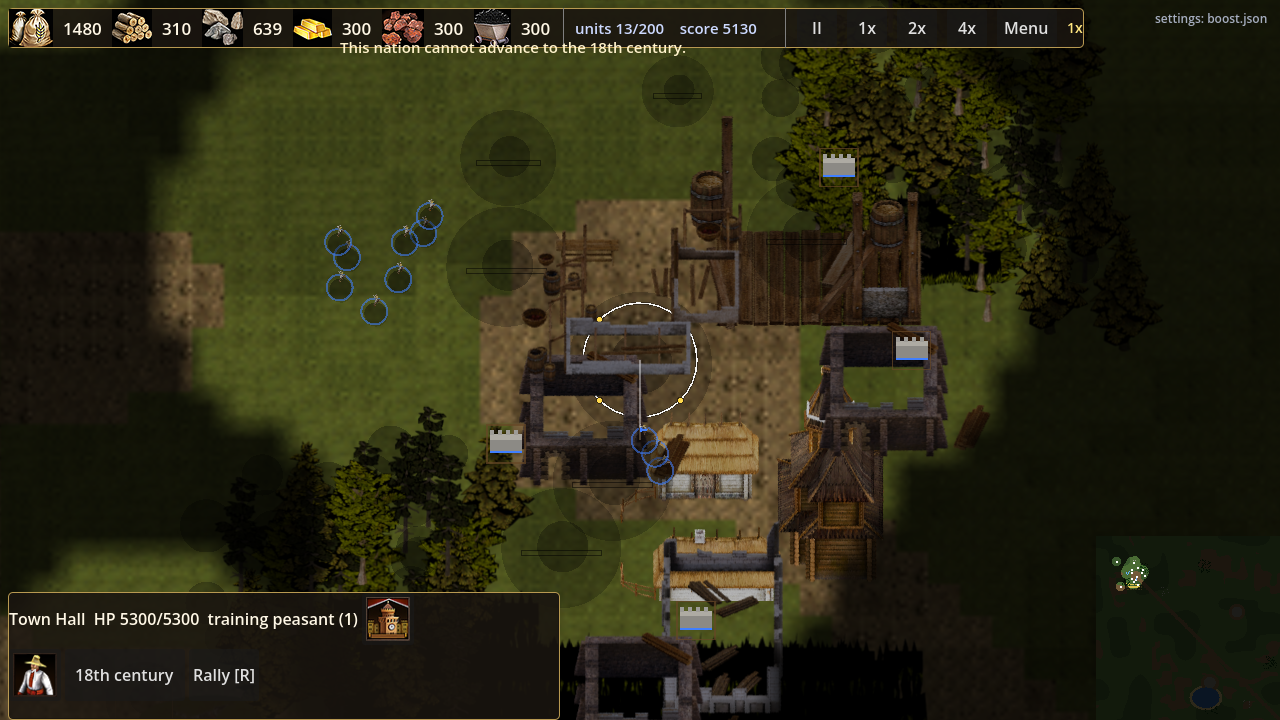 1480 310 639 300 300 300 units 13/200 score 5130 II 1x 2x 4x Menu 1x
settings: boost.json
This nation cannot advance to the 18th century.
Town Hall HP 5300/5300 training peasant (1)
18th century Rally [R]